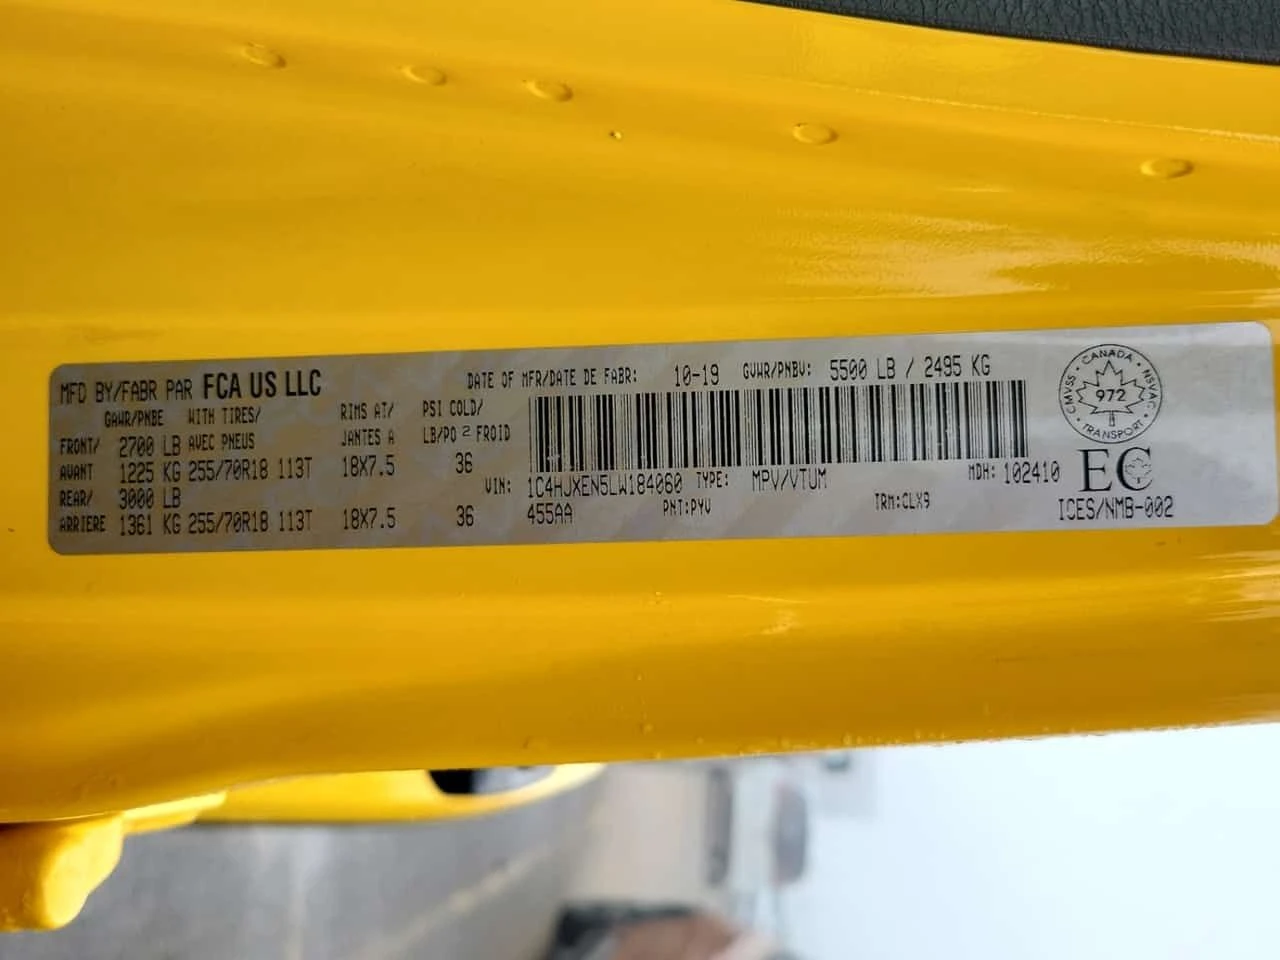 MFD BY/FABR PAR FCA US LLC
DATE OF MFR/DATE DE FABR: 10-19 GVWR/PNBV: 5500 LB / 2495 KG
GAWR/PNBE WITH TIRES/ RIMS AT/ PSI COLD/
FRONT/ 2700 LB AVEC PNEUS JANTES A LB/PO 2 FROID
AVANT 1225 KG 255/70R18 113T 18X7.5 36
REAR/ 3000 LB
ARRIERE 1361 KG 255/70R18 113T 18X7.5 36
VIN: 1C4HJXEN5LW184060 TYPE: MPV/VTUM MDH: 102410
455AA PNT:PYV TRM:CLX9
CMVSS • CANADA • NSVAC • TRANSPORT •
972
EC
ICES/NMB-002